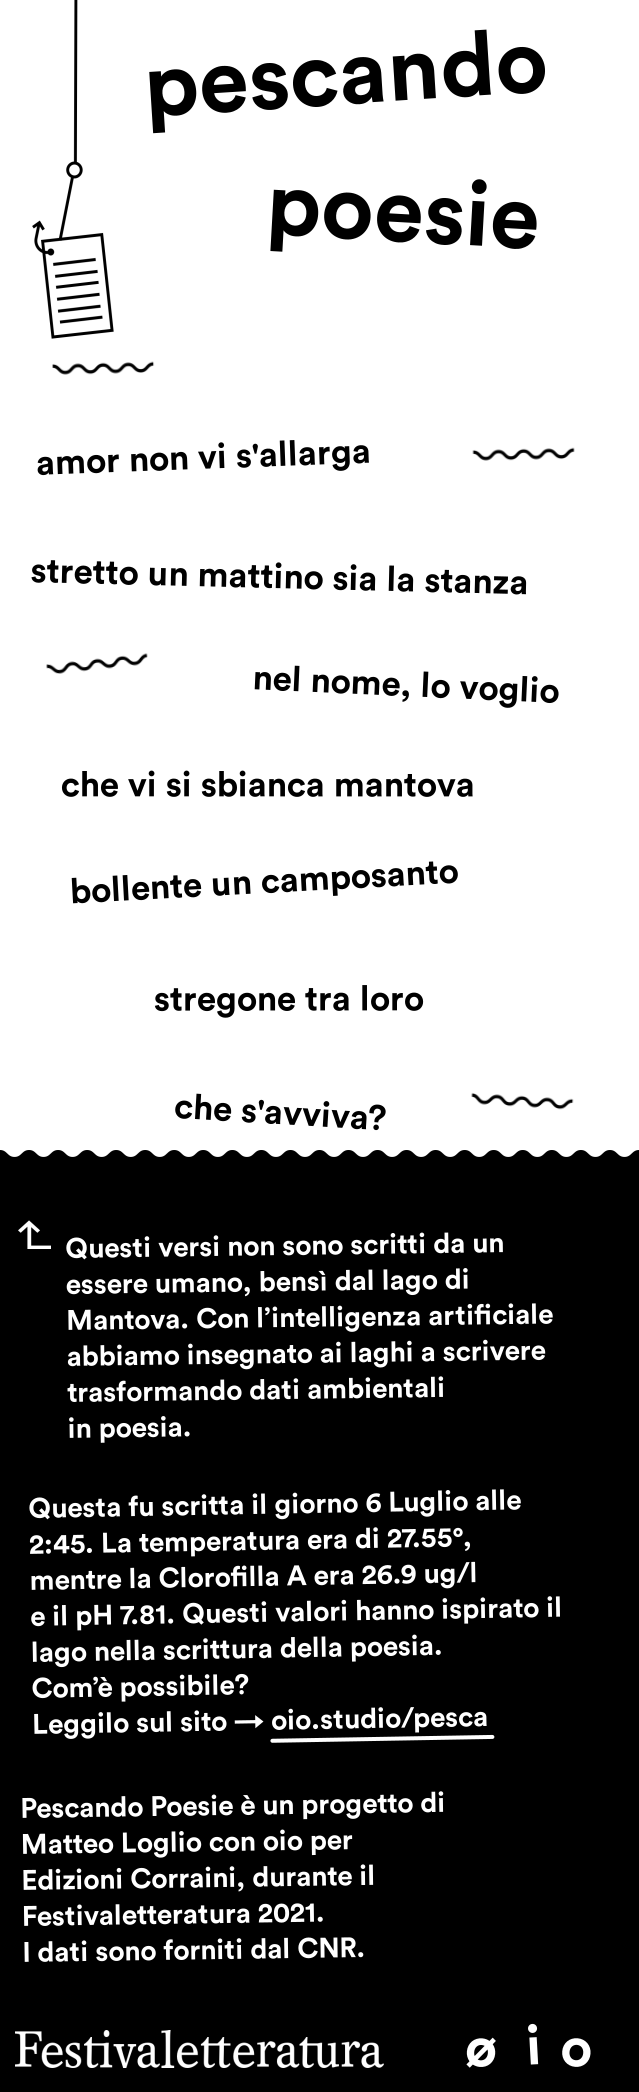 pescando
poesie
amor non vi s'allarga
stretto un mattino sia la stanza
nel nome, lo voglio
che vi si sbianca mantova
bollente un camposanto
stregone tra loro
che s'avviva?
Questi versi non sono scritti da un
essere umano, bensì dal lago di
Mantova. Con l’intelligenza artificiale
abbiamo insegnato ai laghi a scrivere
trasformando dati ambientali
in poesia.
Questa fu scritta il giorno 6 Luglio alle
2:45. La temperatura era di 27.55°,
mentre la Clorofilla A era 26.9 ug/l
e il pH 7.81. Questi valori hanno ispirato il
lago nella scrittura della poesia.
Com’è possibile?
Leggilo sul sito → oio.studio/pesca
Pescando Poesie è un progetto di
Matteo Loglio con oio per
Edizioni Corraini, durante il
Festivaletteratura 2021.
I dati sono forniti dal CNR.
Festivaletteratura ø i o